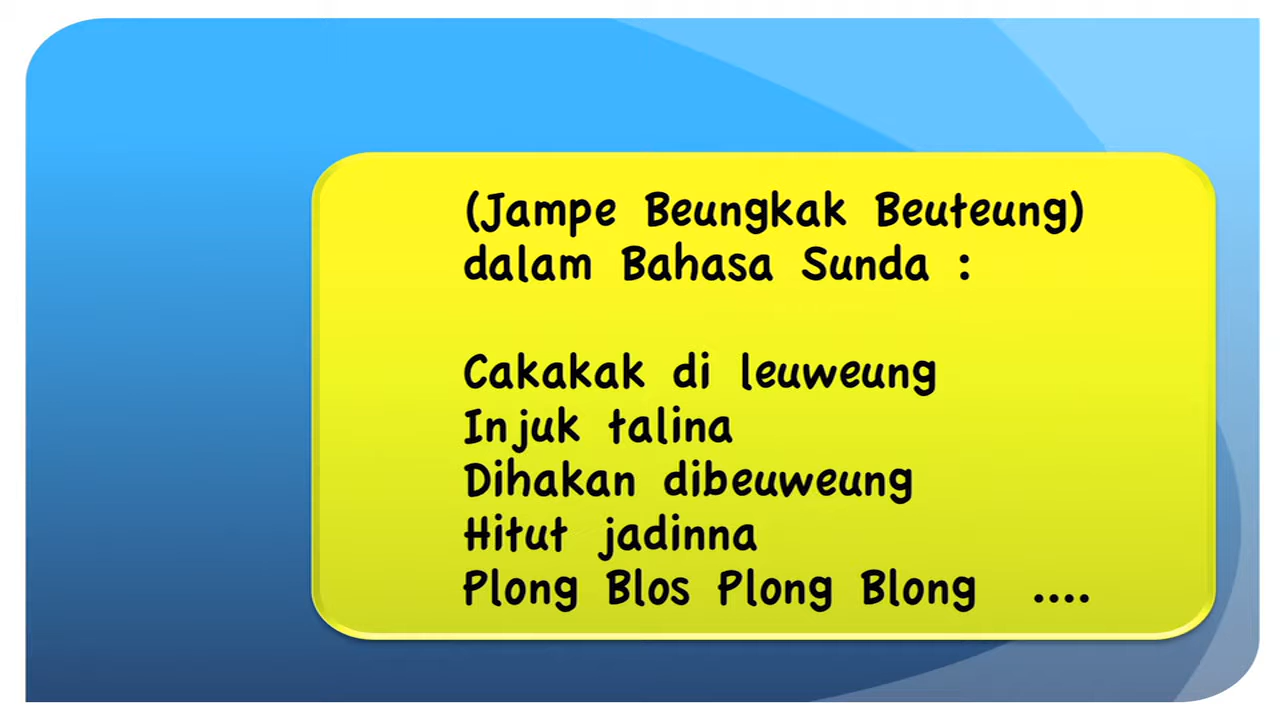 (Jampe Beungkak Beuteung)
dalam Bahasa Sunda :
Cakakak di leuweung
Injuk talina
Dihakan dibeuweung
Hitut jadinna
Plong Blos Plong Blong ....